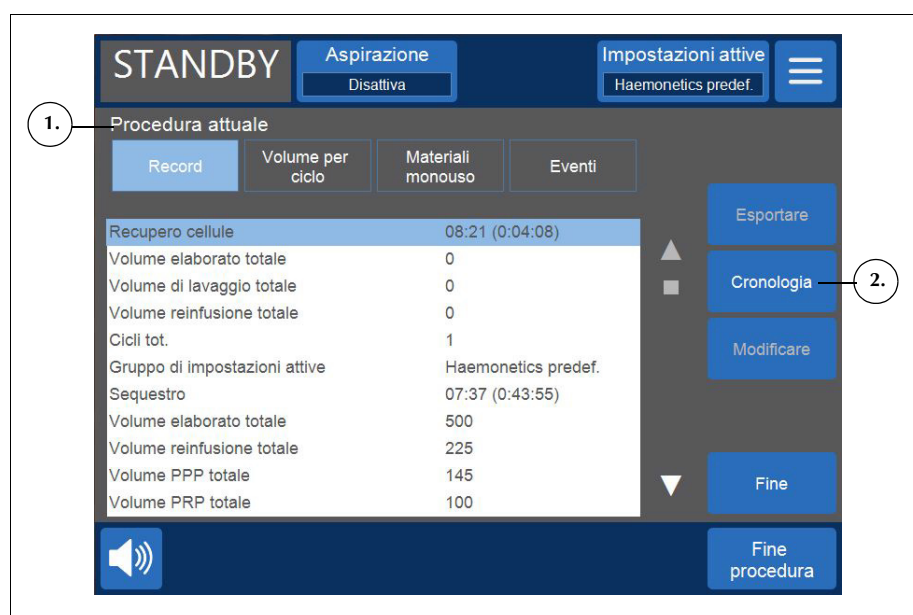 STANDBY
Aspirazione
Disattiva
Impostazioni attive
Haemonetics predef.
1.
Procedura attuale
Record
Volume per
ciclo
Materiali
monouso
Eventi
Esportare
Recupero cellule 08:21 (0:04:08)
Volume elaborato totale 0
Volume di lavaggio totale 0
Cronologia
2.
Volume reinfusione totale 0
Cicli tot. 1
Modificare
Gruppo di impostazioni attive Haemonetics predef.
Sequestro 07:37 (0:43:55)
Volume elaborato totale 500
Volume reinfusione totale 225
Volume PPP totale 145
Fine
Volume PRP totale 100
Fine
procedura